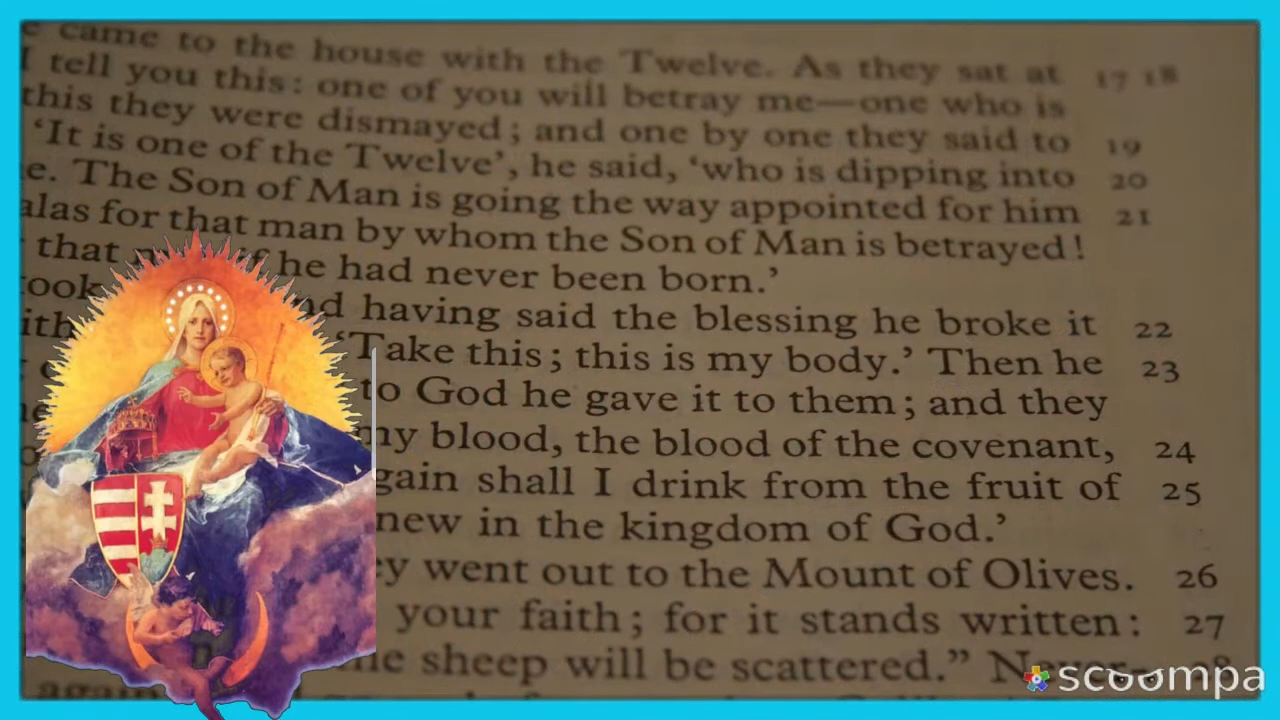 came to the house with the Twelve. As they sat at 17 18
I tell you this: one of you will betray me—one who is
this they were dismayed; and one by one they said to 19
‘It is one of the Twelve’, he said, ‘who is dipping into 20
e. The Son of Man is going the way appointed for him 21
alas for that man by whom the Son of Man is betrayed!
that he had never been born.’
having said the blessing he broke it 22
‘Take this; this is my body.’ Then he 23
to God he gave it to them; and they
my blood, the blood of the covenant, 24
gain shall I drink from the fruit of 25
new in the kingdom of God.’
ey went out to the Mount of Olives. 26
your faith; for it stands written: 27
he sheep will be scattered.”
scoompa